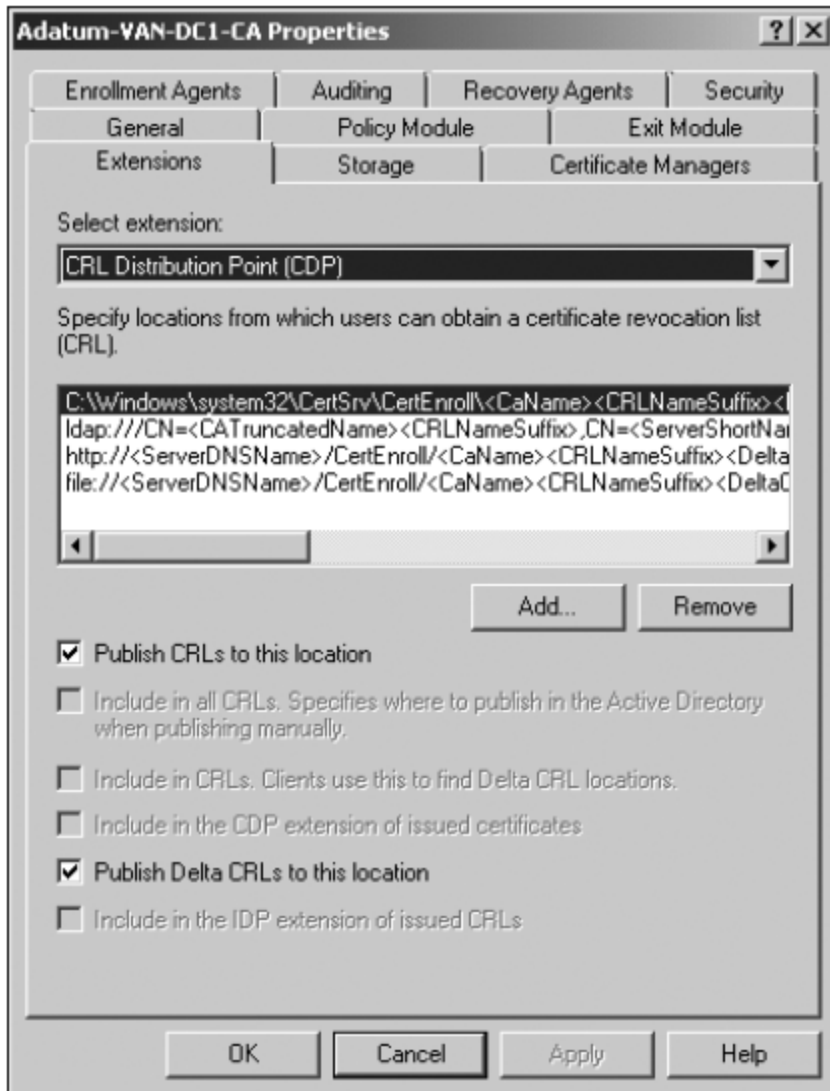 Adatum-VAN-DC1-CA Properties
Enrollment Agents Auditing Recovery Agents Security
General Policy Module Exit Module
Extensions Storage Certificate Managers
Select extension:
CRL Distribution Point (CDP)
Specify locations from which users can obtain a certificate revocation list
(CRL).
C:\Windows\system32\CertSrv\CertEnroll\<CaName><CRLNameSuffix><
ldap:///CN=<CATruncatedName><CRLNameSuffix>,CN=<ServerShortNa
http://<ServerDNSName>/CertEnroll/<CaName><CRLNameSuffix><Delta
file://<ServerDNSName>/CertEnroll/<CaName><CRLNameSuffix><Delta
Add... Remove
Publish CRLs to this location
Include in all CRLs. Specifies where to publish in the Active Directory
when publishing manually.
Include in CRLs. Clients use this to find Delta CRL locations.
Include in the CDP extension of issued certificates
Publish Delta CRLs to this location
Include in the IDP extension of issued CRLs
OK Cancel Apply Help